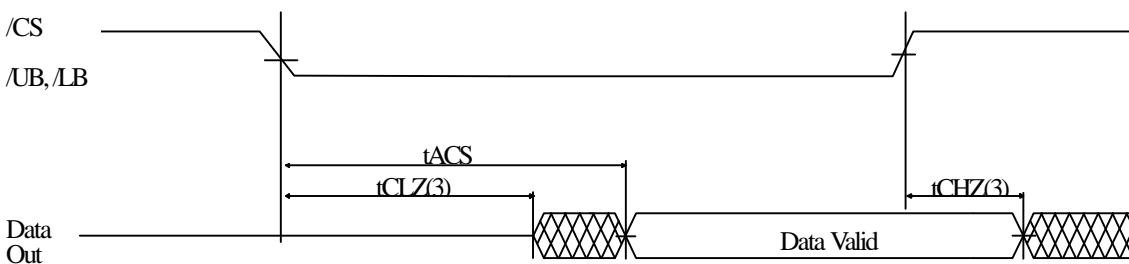 /CS
/UB, /LB
tACS
tCLZ(3)
tCHZ(3)
Data
Out
Data Valid